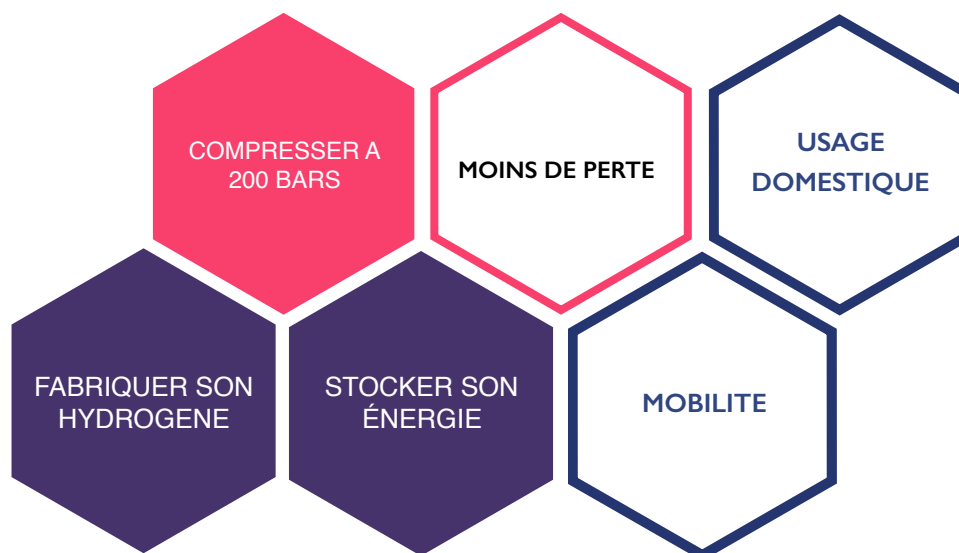 COMPRESSER A
200 BARS
MOINS DE PERTE
USAGE
DOMESTIQUE
FABRIQUER SON
HYDROGENE
STOCKER SON
ÉNERGIE
MOBILITE